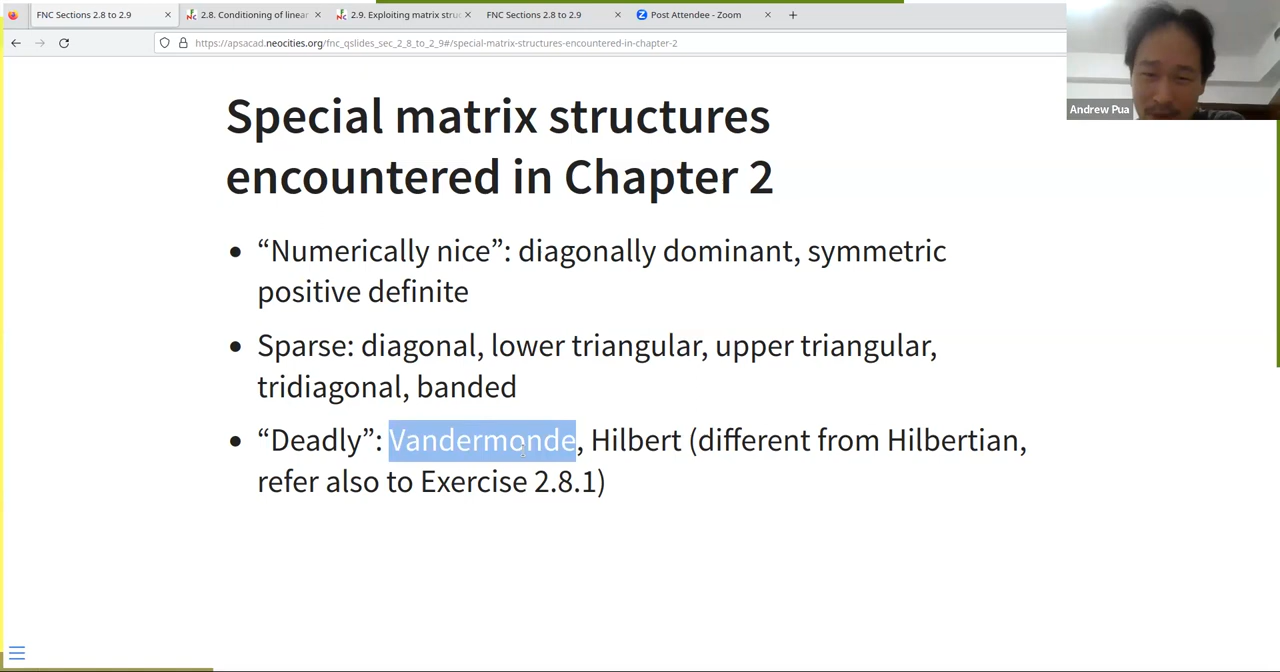 FNC Sections 2.8 to 2.9
2.8. Conditioning of linear
2.9. Exploiting matrix struc
FNC Sections 2.8 to 2.9
Post Attendee - Zoom
https://apsacad.neocities.org/fnc_qslides_sec_2_8_to_2_9#/special-matrix-structures-encountered-in-chapter-2
Andrew Pua
Special matrix structures
encountered in Chapter 2
• “Numerically nice”: diagonally dominant, symmetric
positive definite
• Sparse: diagonal, lower triangular, upper triangular,
tridiagonal, banded
• “Deadly”: Vandermonde, Hilbert (different from Hilbertian,
refer also to Exercise 2.8.1)